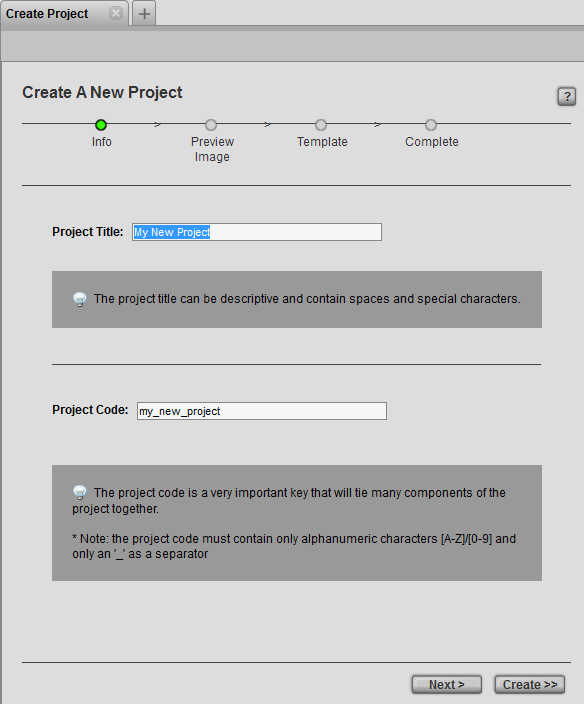 Create Project
+
Create A New Project
?
> > >
Info Preview Template Complete
Image
Project Title: My New Project
The project title can be descriptive and contain spaces and special characters.
Project Code: my_new_project
The project code is a very important key that will tie many components of the
project together.
* Note: the project code must contain only alphanumeric characters [A-Z]/[0-9] and
only an '_' as a separator
Next > Create >>